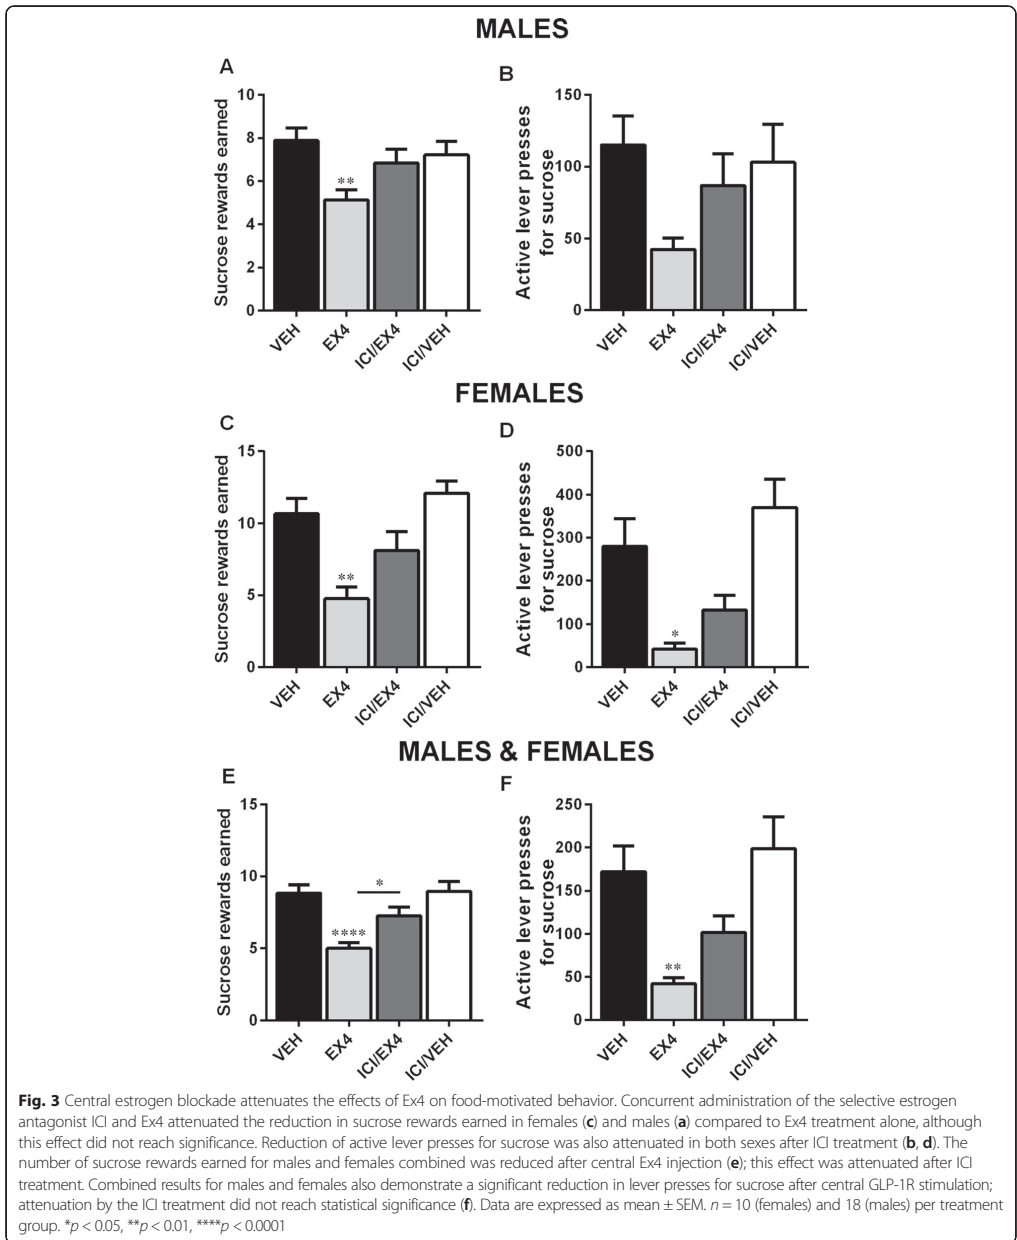 MALES
A
B
Sucrose rewards earned
10
8
6
4
2
0
**
VEH
EX4
ICI/EX4
ICI/VEH
Active lever presses
for sucrose
150
100
50
0
VEH
EX4
ICI/EX4
ICI/VEH
FEMALES
C
D
Sucrose rewards earned
15
10
5
0
**
VEH
EX4
ICI/EX4
ICI/VEH
Active lever presses
for sucrose
500
400
300
200
100
0
*
VEH
EX4
ICI/EX4
ICI/VEH
MALES & FEMALES
E
F
Sucrose rewards earned
15
10
5
0
****
*
VEH
EX4
ICI/EX4
ICI/VEH
Active lever presses
for sucrose
250
200
150
100
50
0
**
VEH
EX4
ICI/EX4
ICI/VEH
Fig. 3 Central estrogen blockade attenuates the effects of Ex4 on food-motivated behavior. Concurrent administration of the selective estrogen
antagonist ICI and Ex4 attenuated the reduction in sucrose rewards earned in females (c) and males (a) compared to Ex4 treatment alone, although
this effect did not reach significance. Reduction of active lever presses for sucrose was also attenuated in both sexes after ICI treatment (b, d). The
number of sucrose rewards earned for males and females combined was reduced after central Ex4 injection (e); this effect was attenuated after ICI
treatment. Combined results for males and females also demonstrate a significant reduction in lever presses for sucrose after central GLP-1R stimulation;
attenuation by the ICI treatment did not reach statistical significance (f). Data are expressed as mean ± SEM. n = 10 (females) and 18 (males) per treatment
group. *p < 0.05, **p < 0.01, ****p < 0.0001